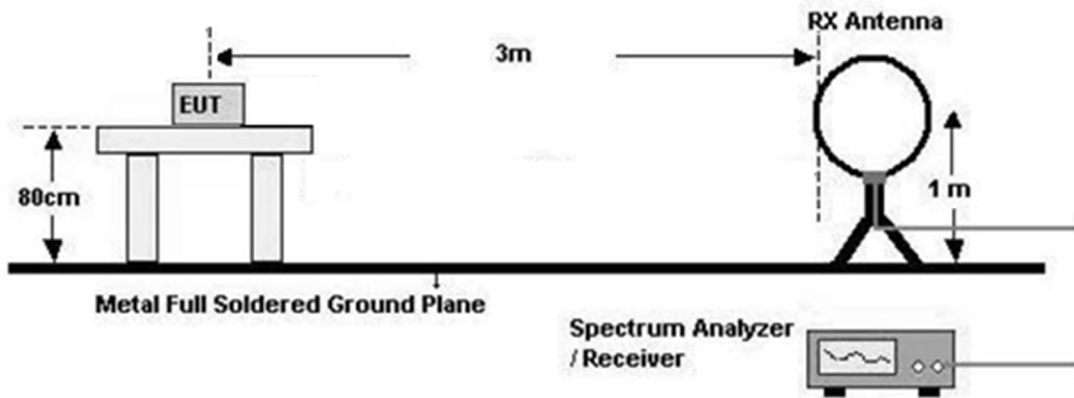 RX Antenna
3m
EUT
80cm
1 m
Metal Full Soldered Ground Plane
Spectrum Analyzer
/ Receiver